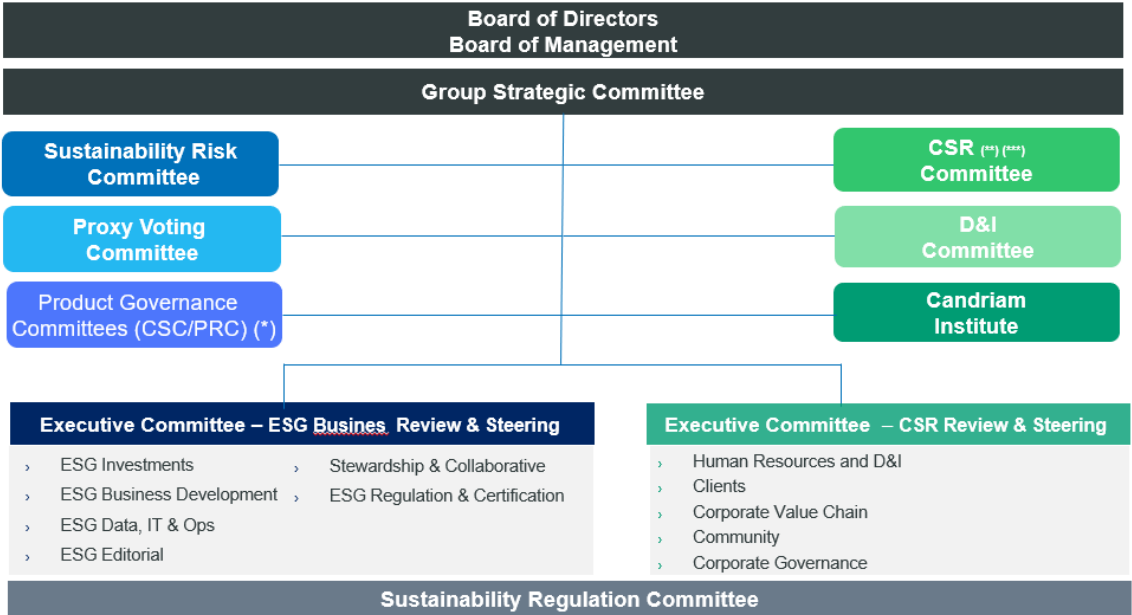 Board of Directors
Board of Management
Group Strategic Committee
Sustainability Risk
Committee
CSR (**) (***)
Committee
Proxy Voting
Committee
D&I
Committee
Product Governance
Committees (CSC/PRC) (*)
Candriam
Institute
Executive Committee – ESG Busines Review & Steering
› ESG Investments
› ESG Business Development
› ESG Data, IT & Ops
› ESG Editorial
› Stewardship & Collaborative
› ESG Regulation & Certification
Executive Committee – CSR Review & Steering
› Human Resources and D&I
› Clients
› Corporate Value Chain
› Community
› Corporate Governance
Sustainability Regulation Committee